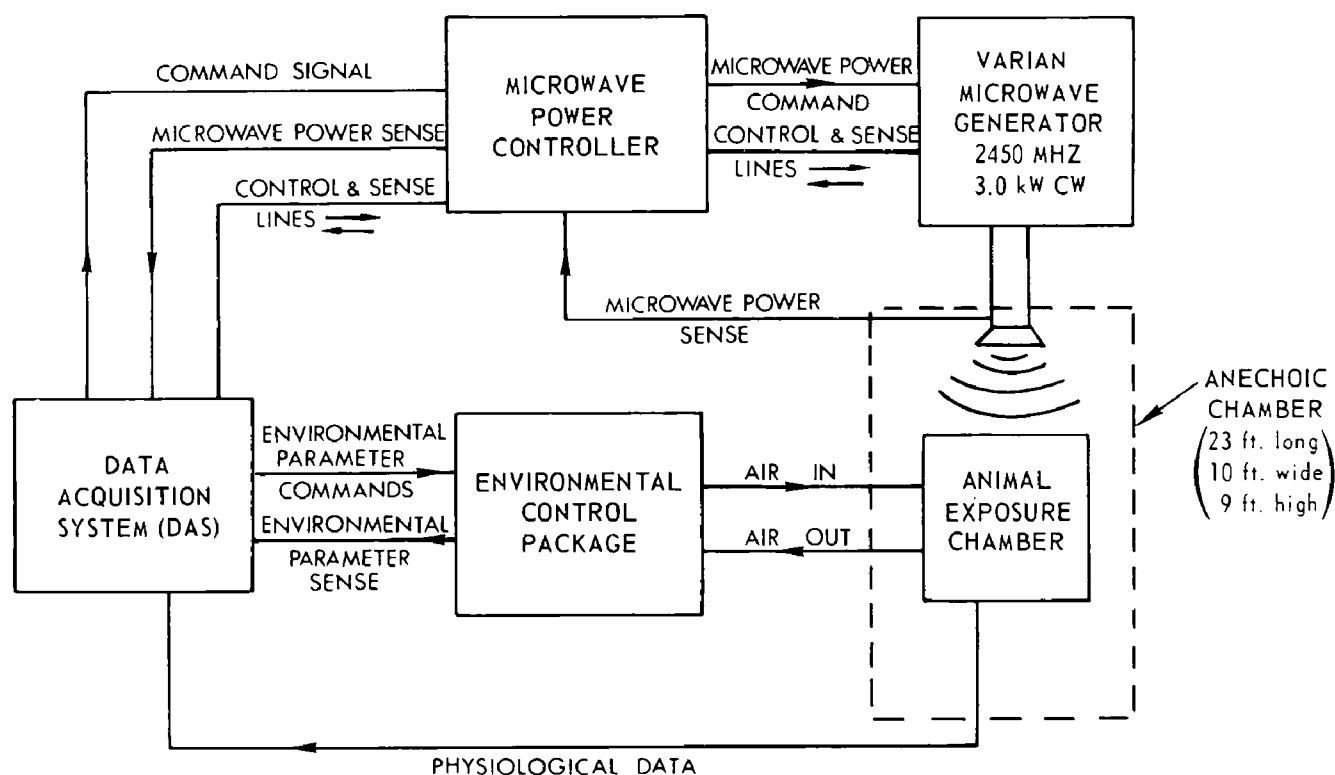 COMMAND SIGNAL
MICROWAVE POWER SENSE
CONTROL & SENSE
LINES
MICROWAVE
POWER
CONTROLLER
MICROWAVE POWER
COMMAND
CONTROL & SENSE
LINES
VARIAN
MICROWAVE
GENERATOR
2450 MHZ
3.0 kW CW
MICROWAVE POWER
SENSE
ANECHOIC
CHAMBER
(23 ft. long
10 ft. wide
9 ft. high)
DATA
ACQUISITION
SYSTEM (DAS)
ENVIRONMENTAL
PARAMETER
COMMANDS
ENVIRONMENTAL
PARAMETER
SENSE
ENVIRONMENTAL
CONTROL
PACKAGE
AIR IN
AIR OUT
ANIMAL
EXPOSURE
CHAMBER
PHYSIOLOGICAL DATA